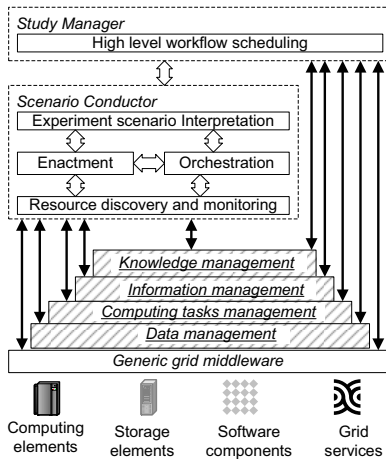 Study Manager
High level workflow scheduling
Scenario Conductor
Experiment scenario Interpretation
Enactment
Orchestration
Resource discovery and monitoring
Knowledge management
Information management
Computing tasks management
Data management
Generic grid middleware
Computing elements
Storage elements
Software components
Grid services